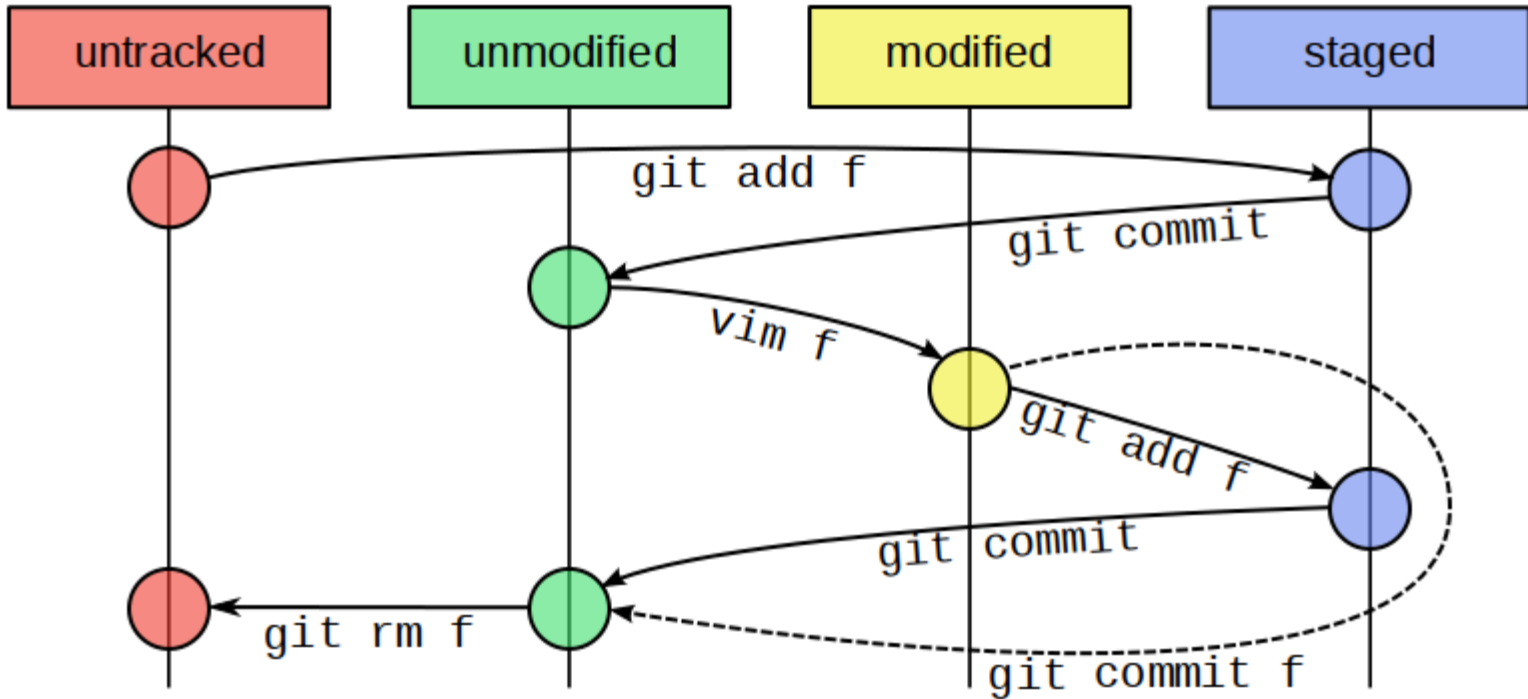 untracked
unmodified
modified
staged
git add f
git commit
vim f
git add f
git commit
git rm f
git commit f